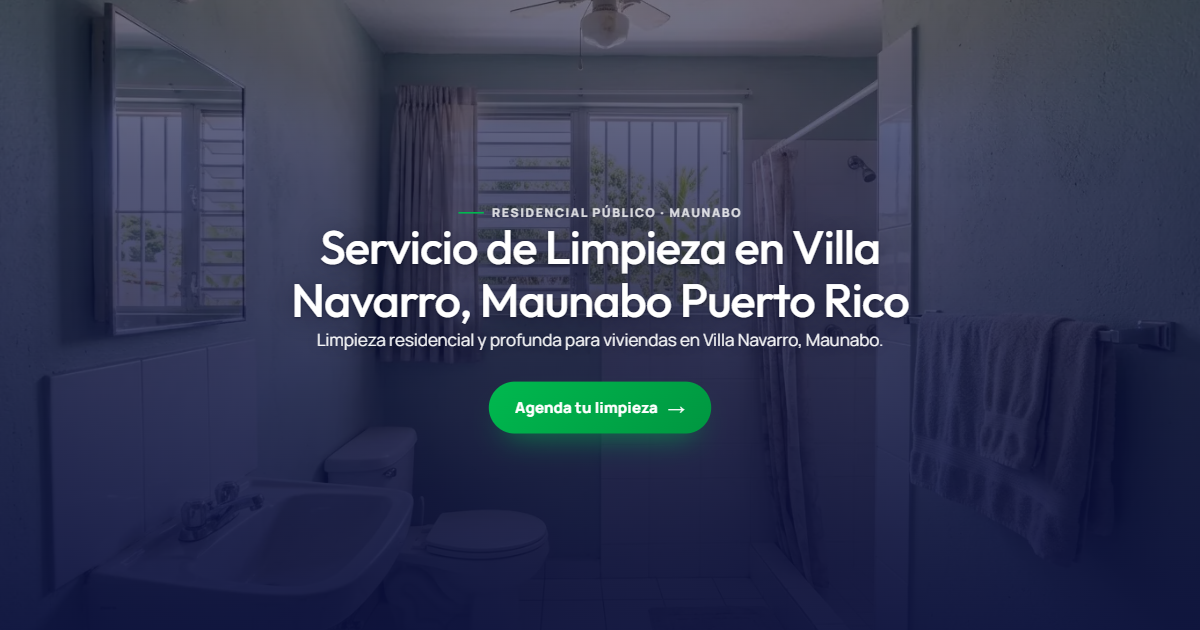 RESIDENCIAL PÚBLICO · MAUNABO
Servicio de Limpieza en Villa
Navarro, Maunabo Puerto Rico
Limpieza residencial y profunda para viviendas en Villa Navarro, Maunabo.
Agenda tu limpieza →